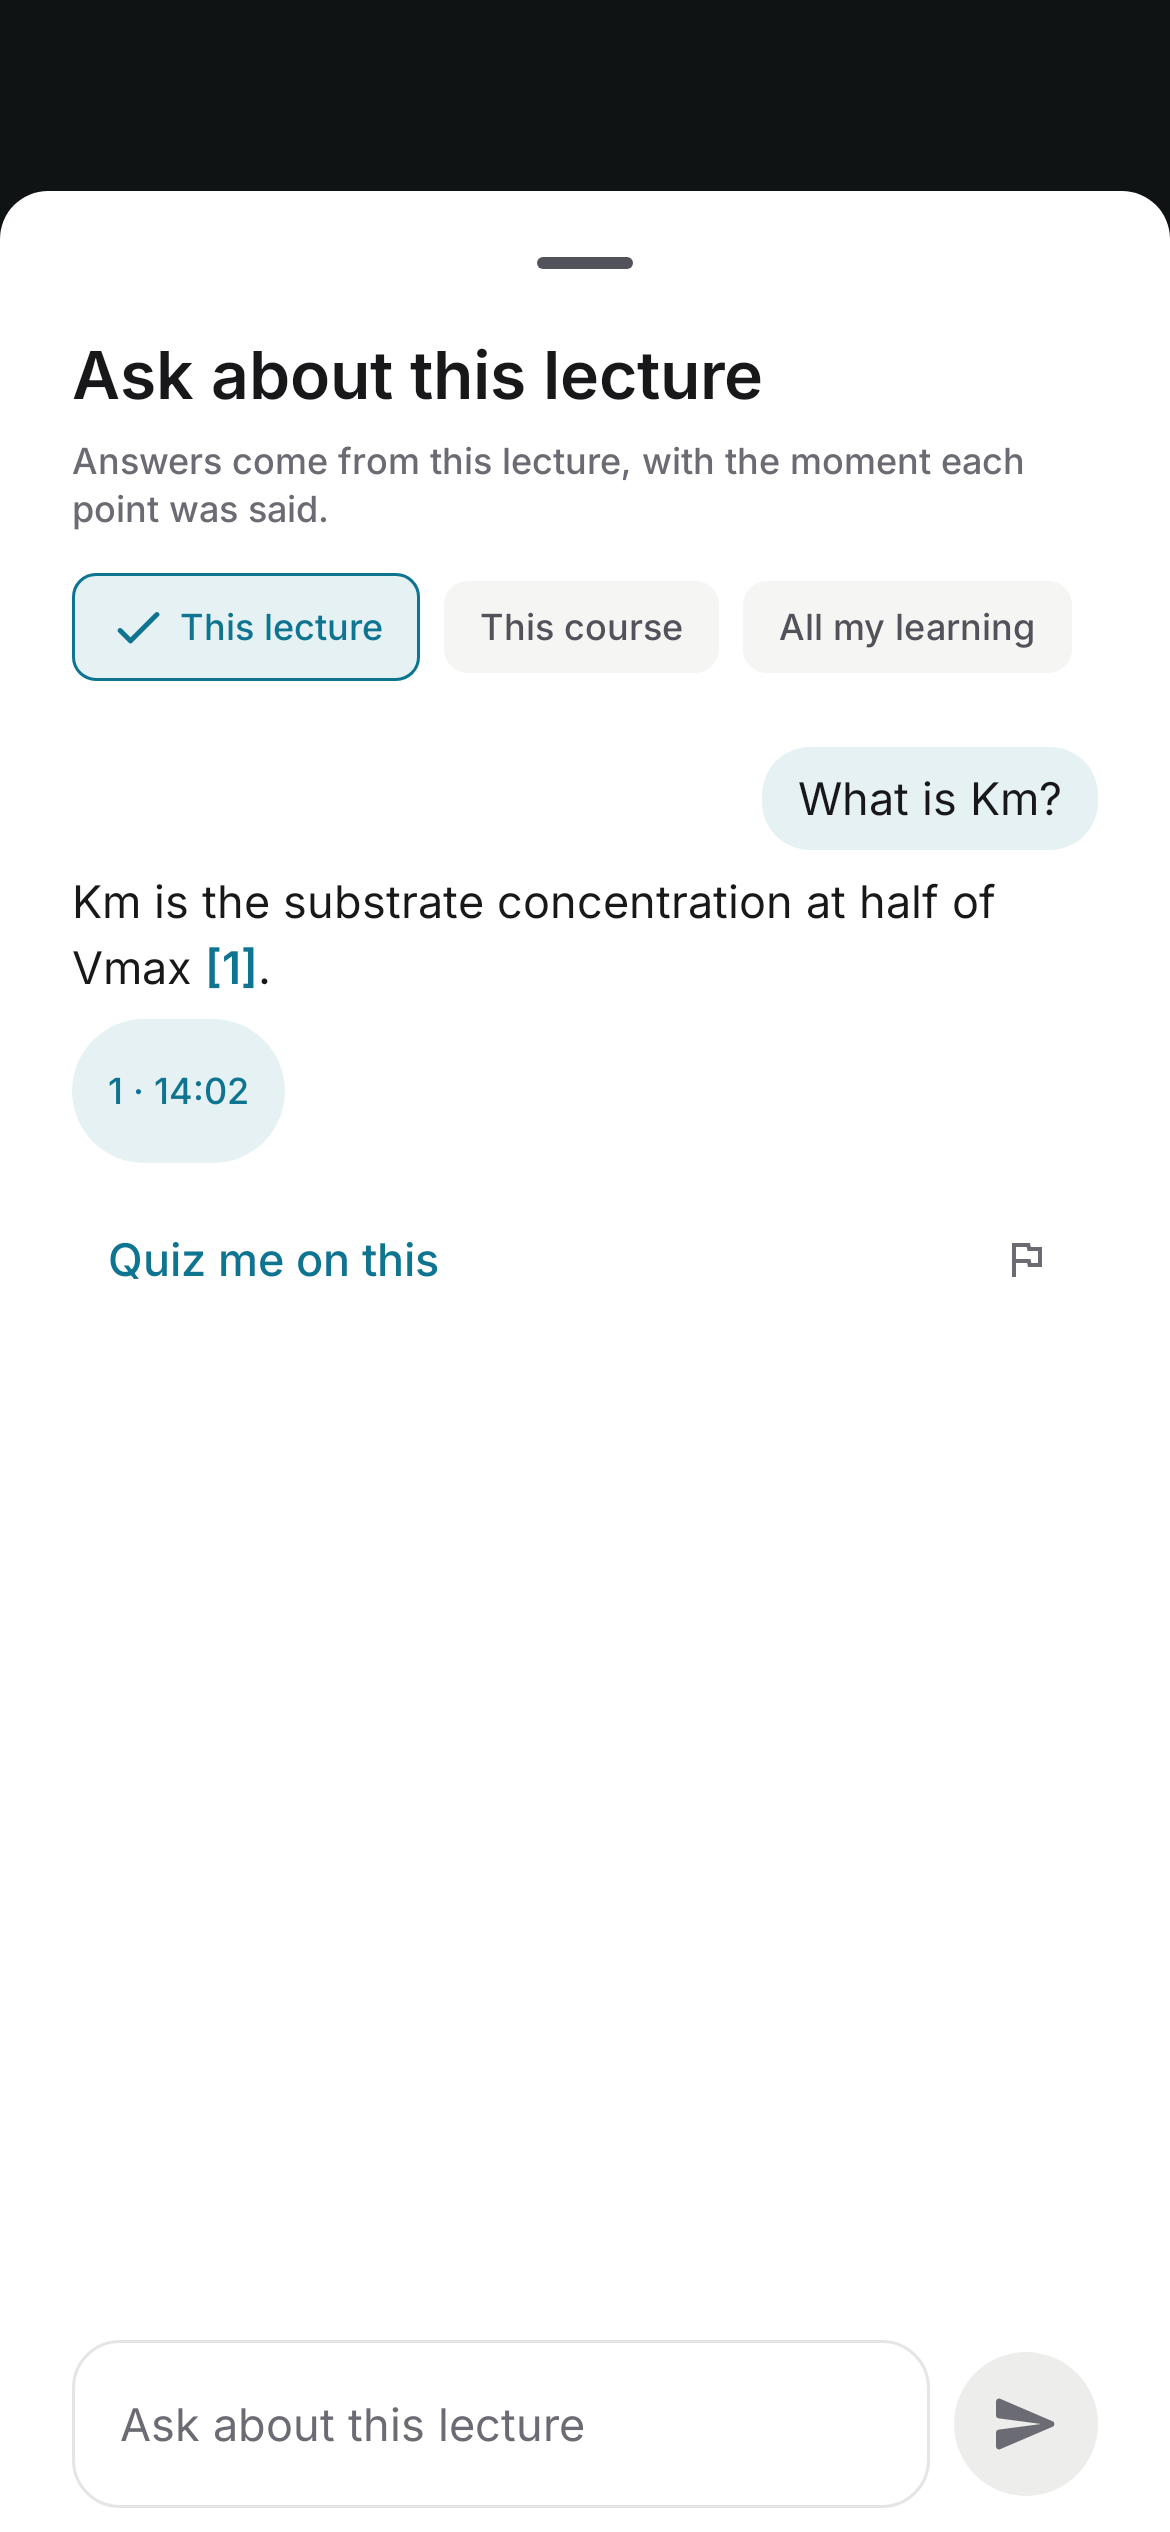 Ask about this lecture
Answers come from this lecture, with the moment each
point was said.
This lecture
This course
All my learning
What is Km?
Km is the substrate concentration at half of
Vmax [1].
1 · 14:02
Quiz me on this
Ask about this lecture